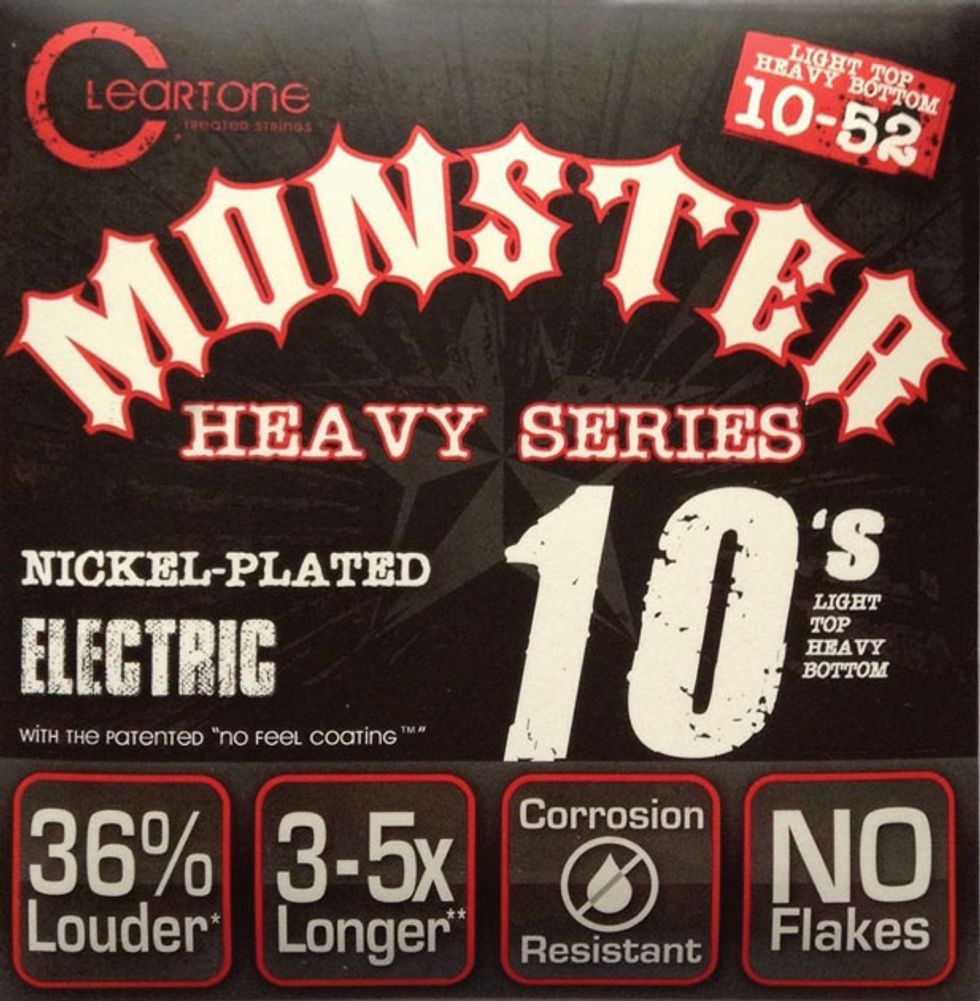 CLEARTONE
TREATED STRINGS
LIGHT TOP
HEAVY BOTTOM
10-52
MONSTER
HEAVY SERIES
NICKEL-PLATED
ELECTRIC
WITH THE PATENTED "NO FEEL COATING™"
10'S
LIGHT
TOP
HEAVY
BOTTOM
36%
Louder*
3-5x
Longer**
Corrosion
Resistant
NO
Flakes